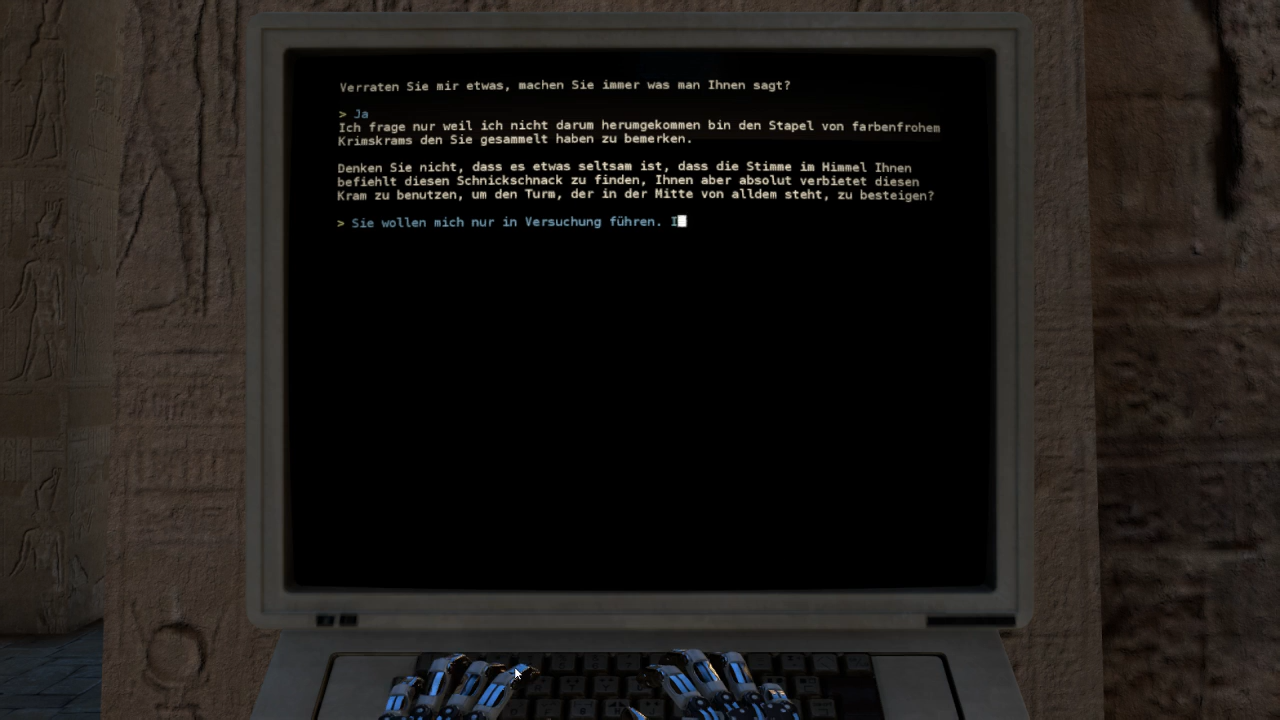 Verraten Sie mir etwas, machen Sie immer was man Ihnen sagt?
> Ja
Ich frage nur weil ich nicht darum herumgekommen bin den Stapel von farbenfrohem
Krimskrams den Sie gesammelt haben zu bemerken.
Denken Sie nicht, dass es etwas seltsam ist, dass die Stimme im Himmel Ihnen
befiehlt diesen Schnickschnack zu finden, Ihnen aber absolut verbietet diesen
Kram zu benutzen, um den Turm, der in der Mitte von alldem steht, zu besteigen?
> Sie wollen mich nur in Versuchung führen. I